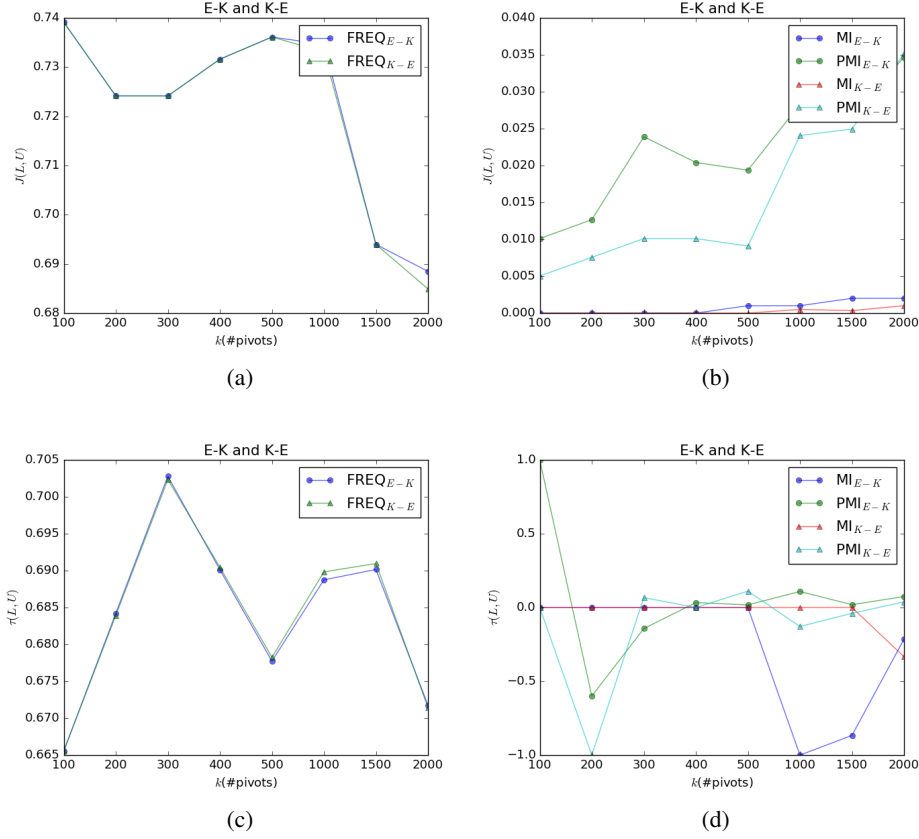 E-K and K-E
0.74
0.73
0.72
0.71
0.70
0.69
0.68
J(L,U)
FREQ_{E-K}
FREQ_{K-E}
100 200 300 400 500 1000 1500 2000
k(#pivots)
(a)
E-K and K-E
0.040
0.035
0.030
0.025
0.020
0.015
0.010
0.005
0.000
J(L,U)
MI_{E-K}
PMI_{E-K}
MI_{K-E}
PMI_{K-E}
100 200 300 400 500 1000 1500 2000
k(#pivots)
(b)
E-K and K-E
0.705
0.700
0.695
0.690
0.685
0.680
0.675
0.670
0.665
τ(L,U)
FREQ_{E-K}
FREQ_{K-E}
100 200 300 400 500 1000 1500 2000
k(#pivots)
(c)
E-K and K-E
1.0
0.5
0.0
−0.5
−1.0
τ(L,U)
MI_{E-K}
PMI_{E-K}
MI_{K-E}
PMI_{K-E}
100 200 300 400 500 1000 1500 2000
k(#pivots)
(d)